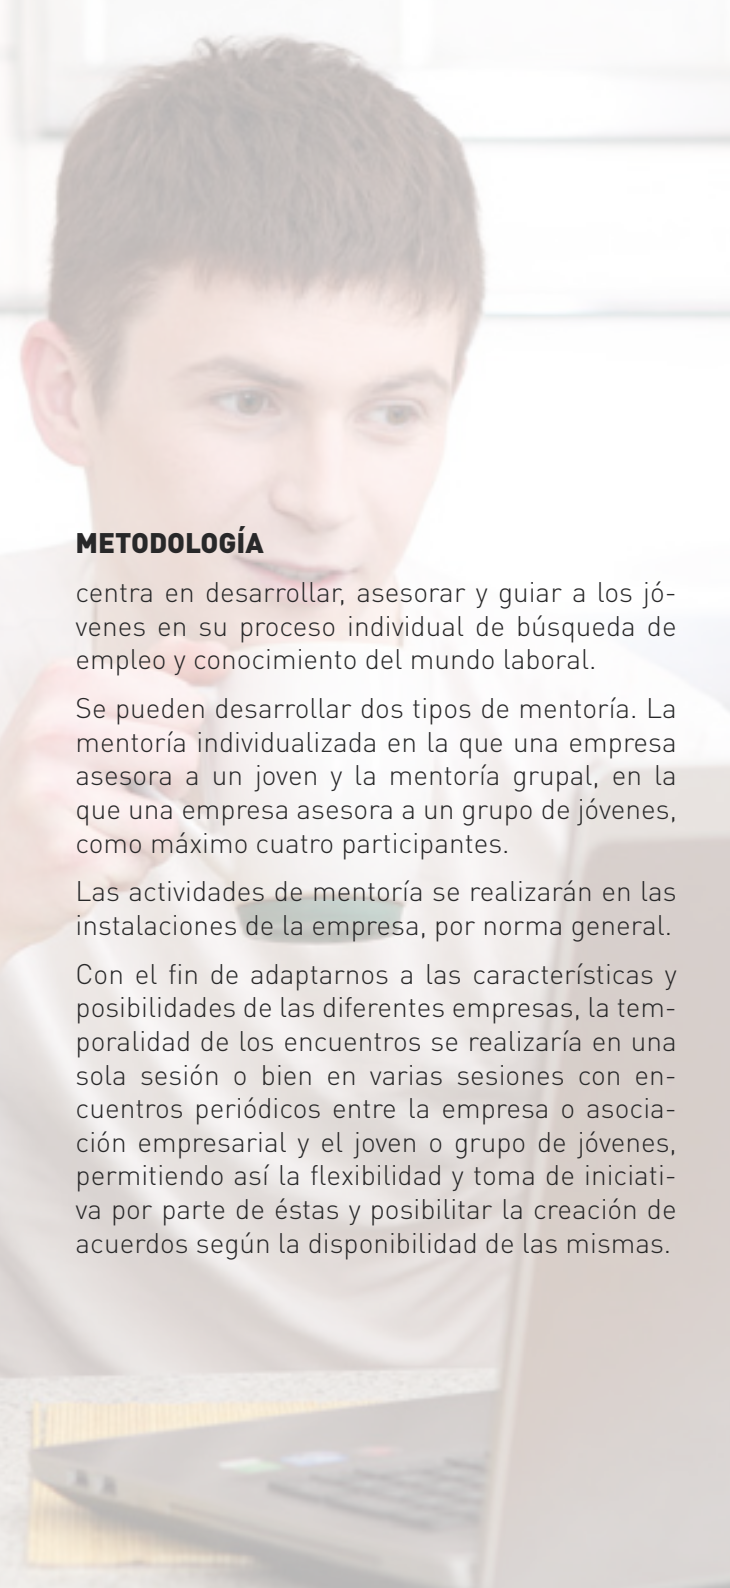 METODOLOGÍA
centra en desarrollar, asesorar y guiar a los jó-
venes en su proceso individual de búsqueda de
empleo y conocimiento del mundo laboral.
Se pueden desarrollar dos tipos de mentoría. La
mentoría individualizada en la que una empresa
asesora a un joven y la mentoría grupal, en la
que una empresa asesora a un grupo de jóvenes,
como máximo cuatro participantes.
Las actividades de mentoría se realizarán en las
instalaciones de la empresa, por norma general.
Con el fin de adaptarnos a las características y
posibilidades de las diferentes empresas, la tem-
poralidad de los encuentros se realizaría en una
sola sesión o bien en varias sesiones con en-
cuentros periódicos entre la empresa o asocia-
ción empresarial y el joven o grupo de jóvenes,
permitiendo así la flexibilidad y toma de iniciati-
va por parte de éstas y posibilitar la creación de
acuerdos según la disponibilidad de las mismas.